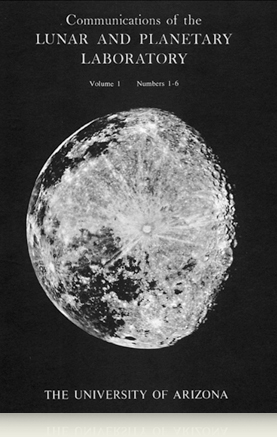 Communications of the
LUNAR AND PLANETARY
LABORATORY
Volume 1 Numbers 1-6
THE UNIVERSITY OF ARIZONA